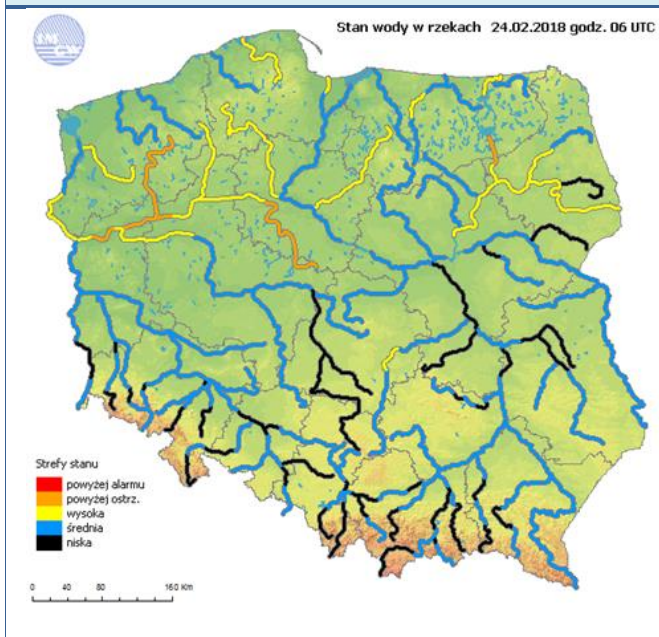 Stan wody w rzekach 24.02.2018 godz. 06 UTC
Strefy stanu
powyżej alarmu
powyżej ostrz.
wysoka
średnia
niska
0 40 80 160 Km